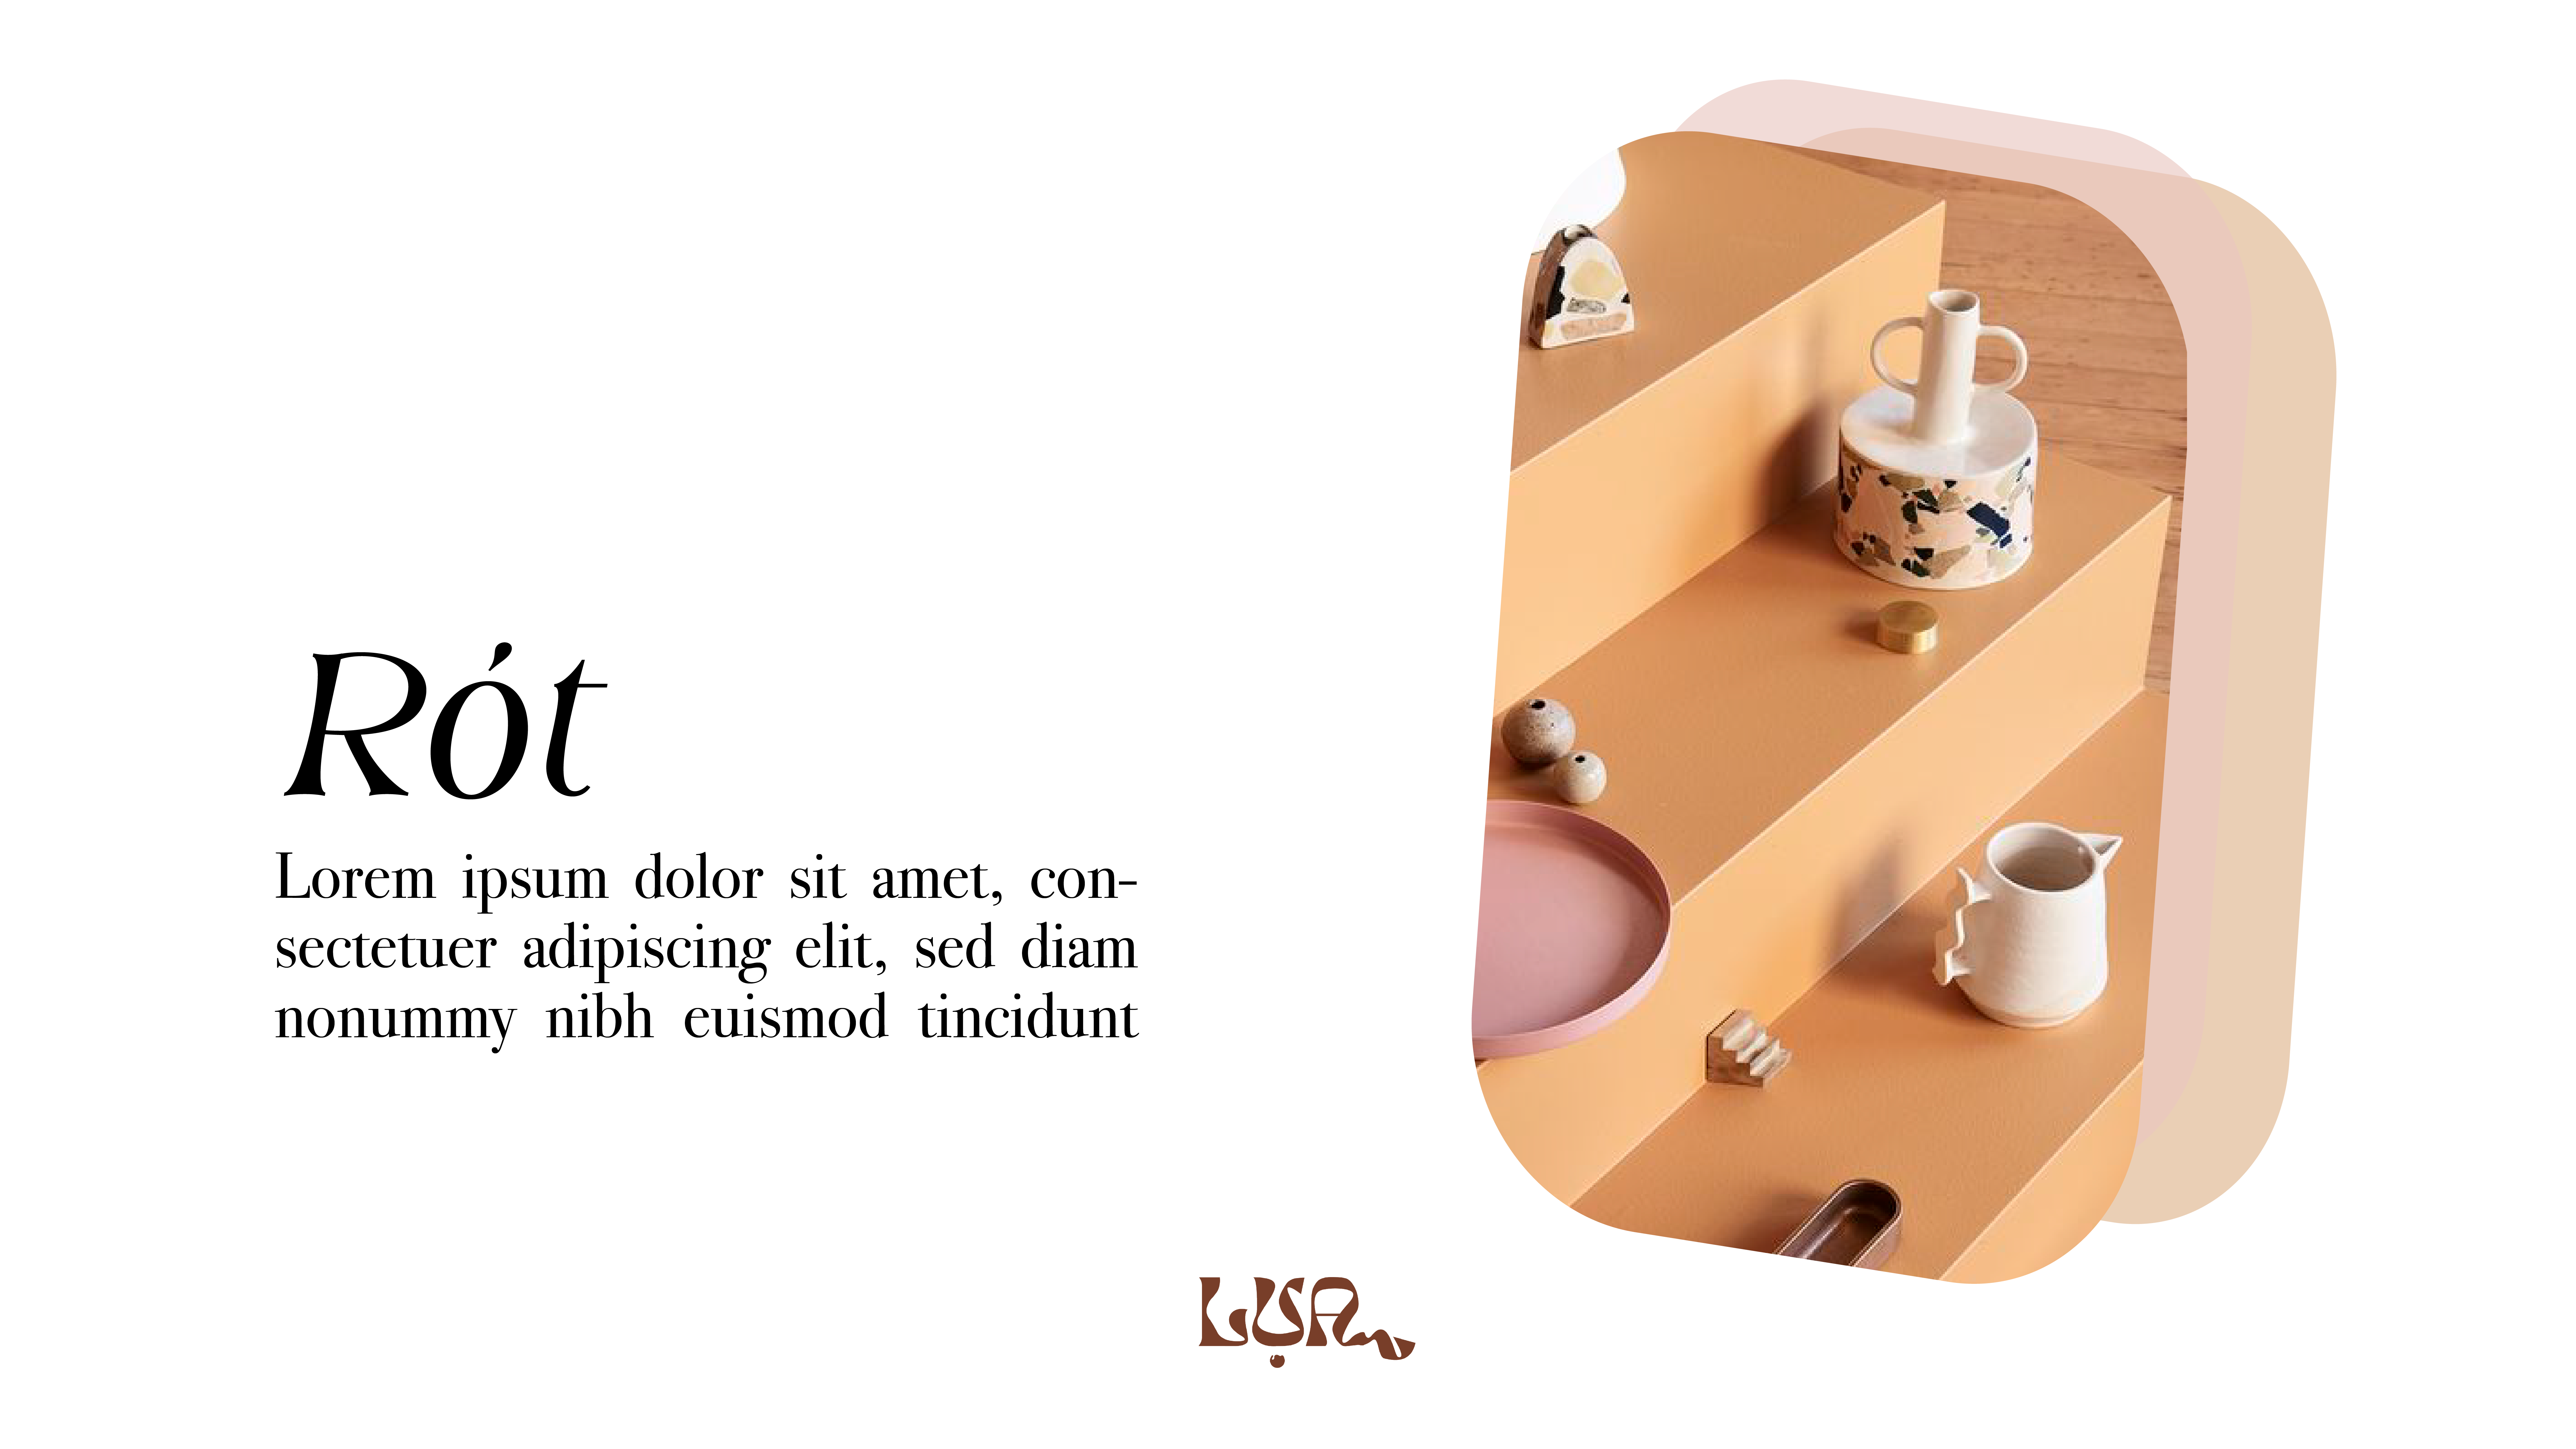 Rót
Lorem ipsum dolor sit amet, con-
sectetuer adipiscing elit, sed diam
nonummy nibh euismod tincidunt